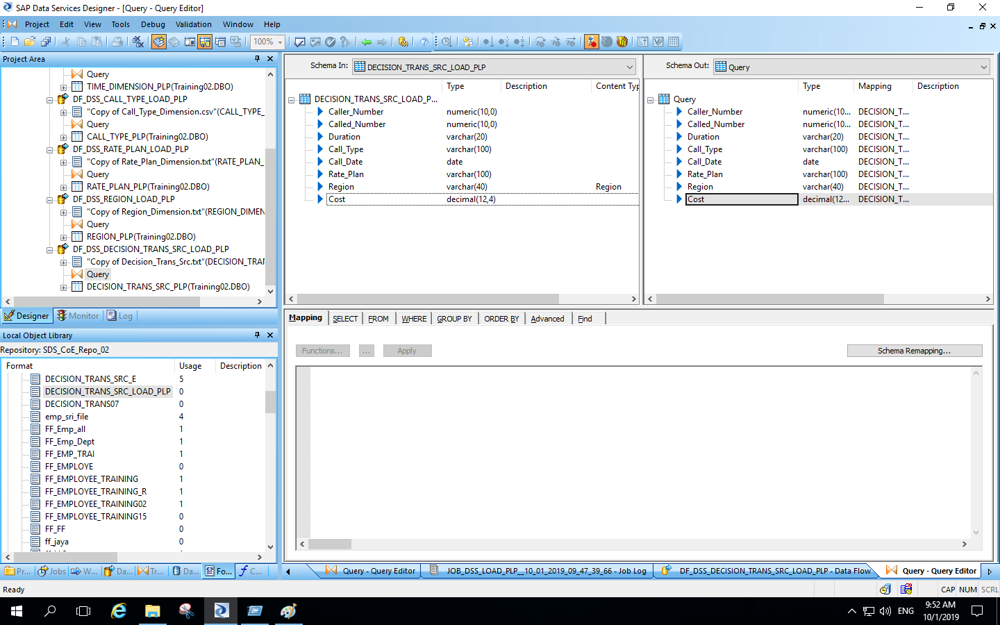 SAP Data Services Designer - [Query - Query Editor]
Project Edit View Tools Debug Validation Window Help
100%
Project Area
Query
TIME_DIMENSION_PLP(Training02.DBO)
DF_DSS_CALL_TYPE_LOAD_PLP
"Copy of Call_Type_Dimension.csv"(CALL_TYPE_
Query
CALL_TYPE_PLP(Training02.DBO)
DF_DSS_RATE_PLAN_LOAD_PLP
"Copy of Rate_Plan_Dimension.txt"(RATE_PLAN_
Query
RATE_PLAN_PLP(Training02.DBO)
DF_DSS_REGION_LOAD_PLP
"Copy of Region_Dimension.txt"(REGION_DIMEN
Query
REGION_PLP(Training02.DBO)
DF_DSS_DECISION_TRANS_SRC_LOAD_PLP
"Copy of Decision_Trans_Src.txt"(DECISION_TRAN
Query
DECISION_TRANS_SRC_PLP(Training02.DBO)
Designer Monitor Log
Local Object Library
Repository: SDS_CoE_Repo_02
Format Usage Description
DECISION_TRANS_SRC_E 5
DECISION_TRANS_SRC_LOAD_PLP 0
DECISION_TRANS07 0
emp_sri_file 4
FF_Emp_all 1
FF_Emp_Dept 1
FF_EMP_TRAI 1
FF_EMPLOYE 0
FF_EMPLOYEE_TRAINING 1
FF_EMPLOYEE_TRAINING_R 1
FF_EMPLOYEE_TRAINING02 1
FF_EMPLOYEE_TRAINING15 0
FF_FF 0
ff_jaya 0
Pr... Jobs W... Da... Tr... Da... Fo... C...
Schema In: DECISION_TRANS_SRC_LOAD_PLP
Type Description Content Typ
DECISION_TRANS_SRC_LOAD_P...
Caller_Number numeric(10,0)
Called_Number numeric(10,0)
Duration varchar(20)
Call_Type varchar(100)
Call_Date date
Rate_Plan varchar(100)
Region varchar(40) Region
Cost decimal(12,4)
Schema Out: Query
Type Mapping Description
Query
Caller_Number numeric(10... DECISION_T...
Called_Number numeric(10... DECISION_T...
Duration varchar(20) DECISION_T...
Call_Type varchar(100) DECISION_T...
Call_Date date DECISION_T...
Rate_Plan varchar(100) DECISION_T...
Region varchar(40) DECISION_T...
Cost decimal(12... DECISION_T...
Mapping SELECT FROM WHERE GROUP BY ORDER BY Advanced Find
Functions... ... Apply Schema Remapping...
Query - Query Editor JOB_DSS_LOAD_PLP__10_01_2019_09_47_39_66 - Job Log DF_DSS_DECISION_TRANS_SRC_LOAD_PLP - Data Flow Query - Query Editor
Ready CAP NUM SCRL
ENG 9:52 AM
10/1/2019